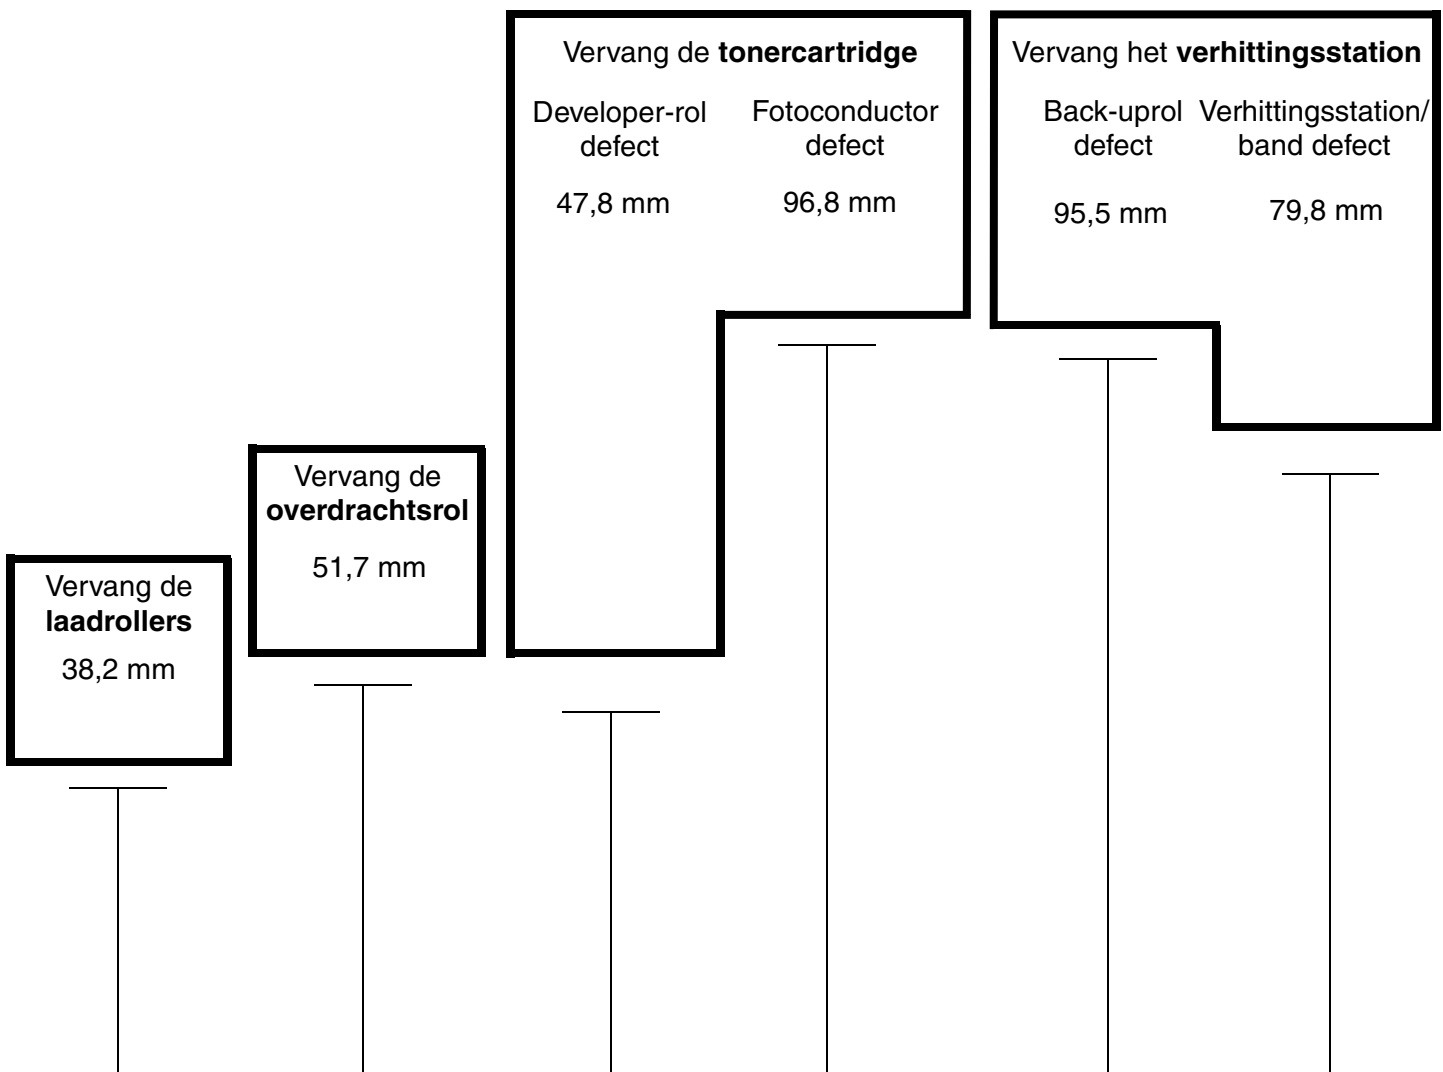 Vervang de tonercartridge
Developer-rol
defect
47,8 mm
Fotoconductor
defect
96,8 mm
Vervang het verhittingsstation
Back-uprol
defect
95,5 mm
Verhittingsstation/
band defect
79,8 mm
Vervang de
overdrachtsrol
51,7 mm
Vervang de
laadrollers
38,2 mm